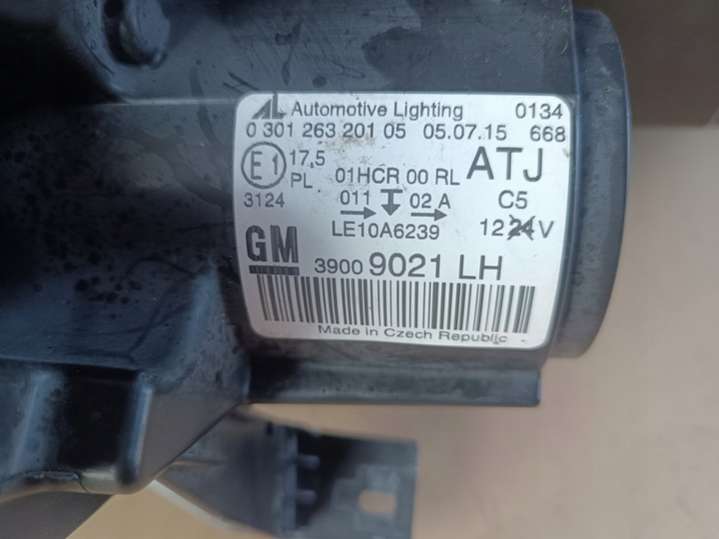 AL Automotive Lighting 0134
0 301 263 201 05 05.07.15 668
E1 17,5 PL 01HCR 00 RL ATJ
3124 011 02 A C5
LE10A6239 12 24 V
GM
3900 9021 LH
Made in Czech Republic